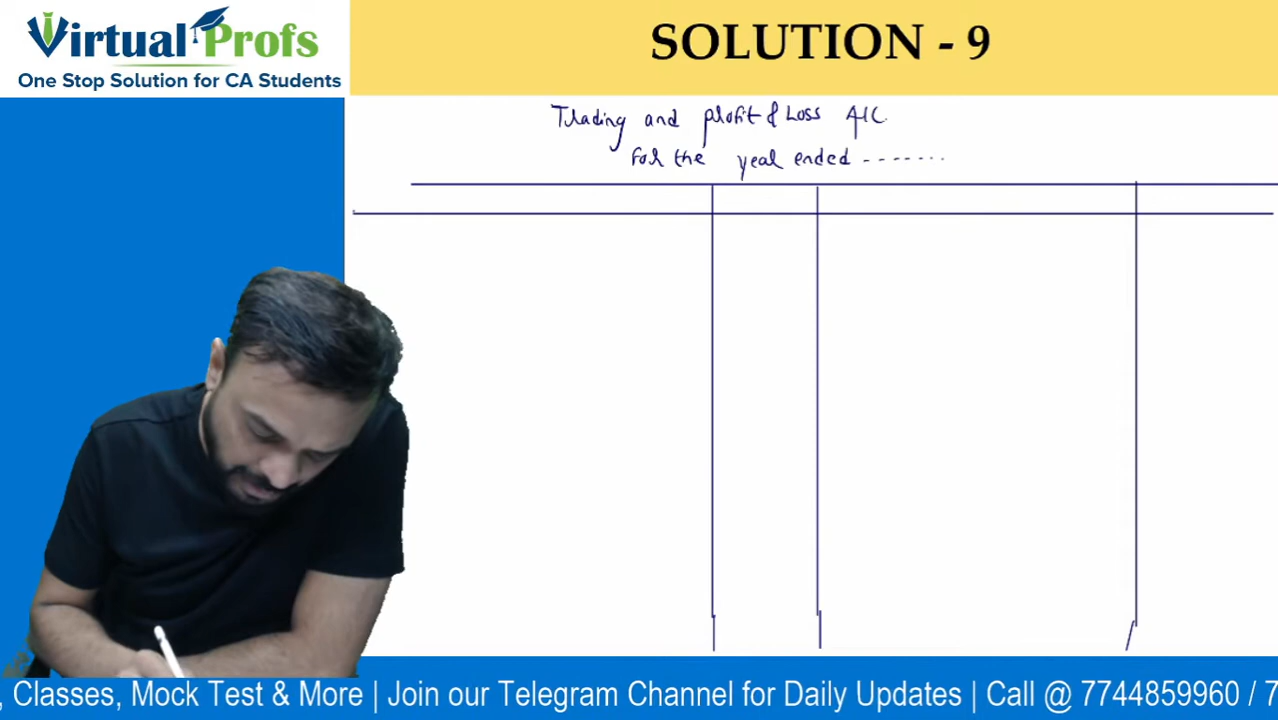 Virtual Profs
One Stop Solution for CA Students
SOLUTION - 9
Trading and profit & Loss A/C
For the year ended -------
, Classes, Mock Test & More | Join our Telegram Channel for Daily Updates | Call @ 7744859960 / 7